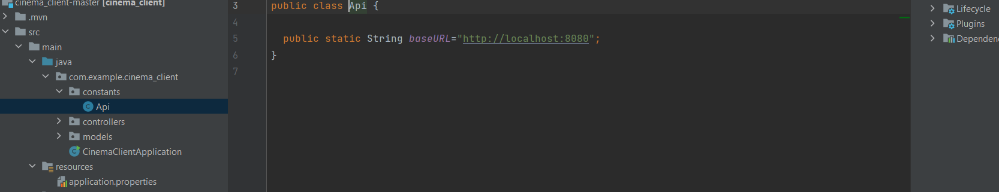 cinema_client-master [cinema_client]
.mvn
src
main
java
com.example.cinema_client
constants
Api
controllers
models
CinemaClientApplication
resources
application.properties
3 public class Api {
4
5 public static String baseURL="http://localhost:8080";
6 }
7
Lifecycle
Plugins
Dependenc